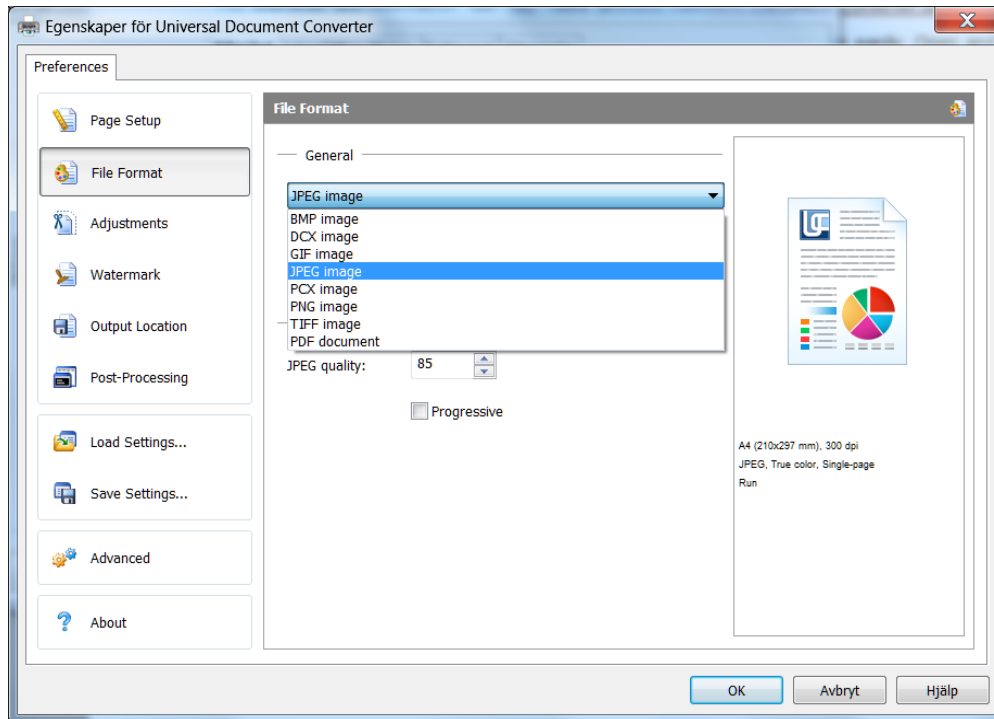 Egenskaper för Universal Document Converter
Preferences
Page Setup
File Format
Adjustments
Watermark
Output Location
Post-Processing
Load Settings...
Save Settings...
Advanced
About
File Format
General
JPEG image
BMP image
DCX image
GIF image
JPEG image
PCX image
PNG image
TIFF image
PDF document
JPEG quality:
85
Progressive
UC
A4 (210x297 mm), 300 dpi
JPEG, True color, Single-page
Run
OK
Avbryt
Hjälp